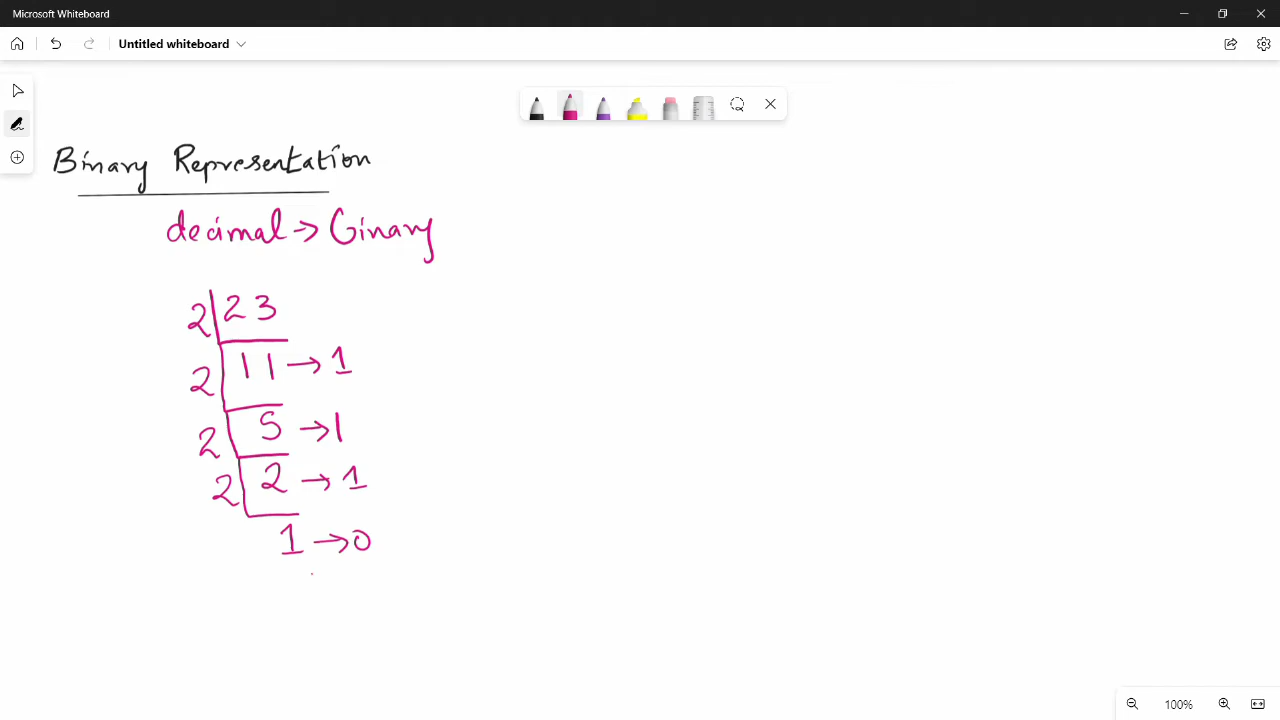 Microsoft Whiteboard
Untitled whiteboard
Binary Representation
decimal → Binary
2 | 23
2 | 11 → 1
2 | 5 → 1
2 | 2 → 1
1 → 0
100%